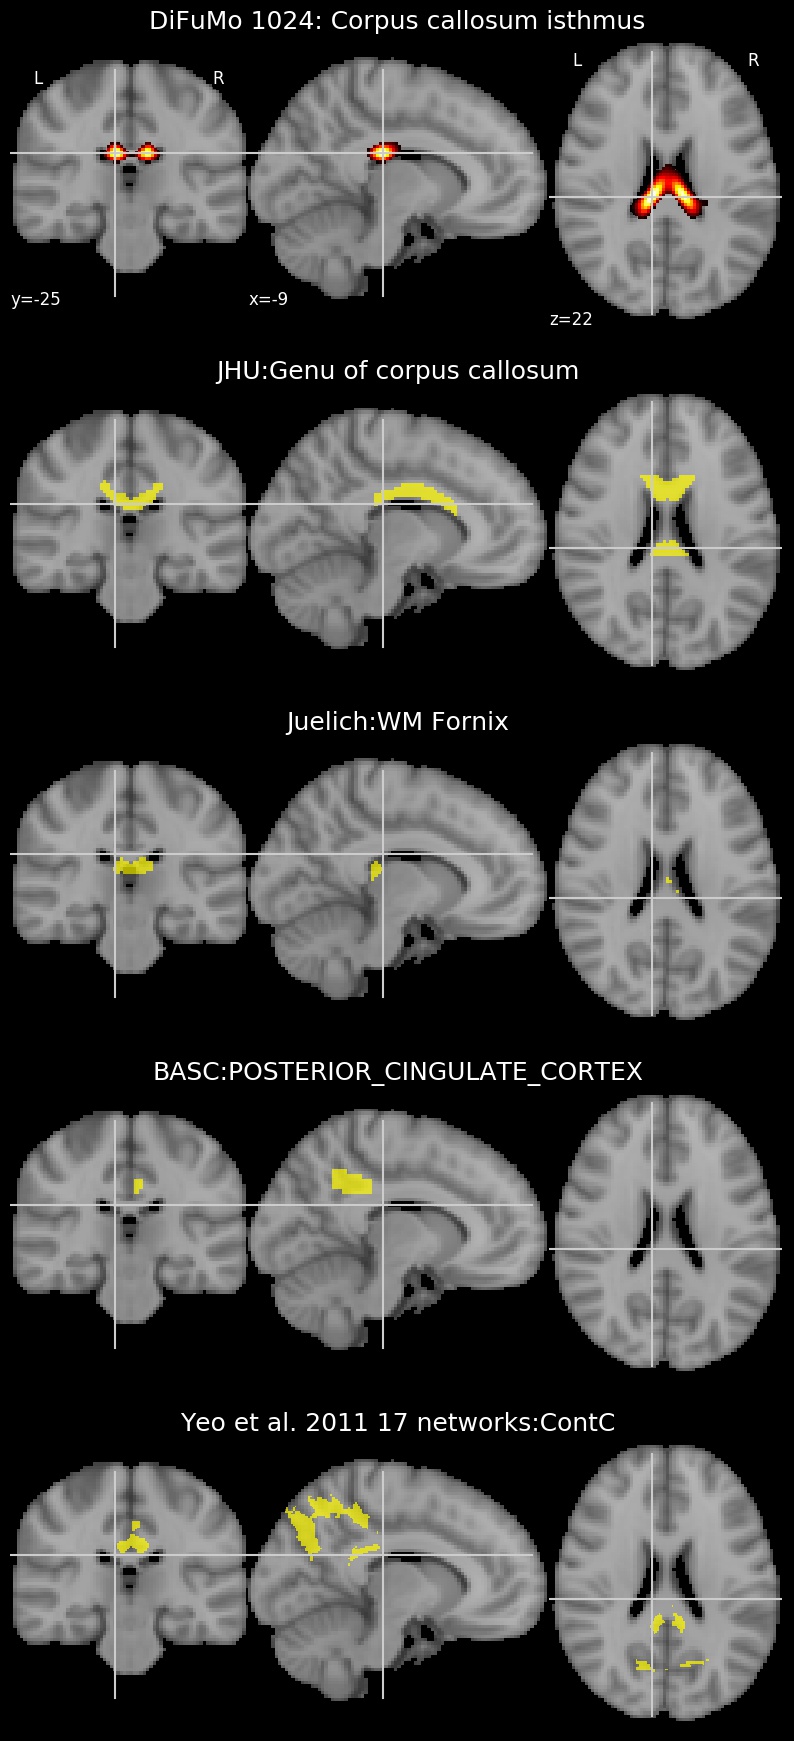 DiFuMo 1024: Corpus callosum isthmus
L R L R
y=-25 x=-9 z=22
JHU:Genu of corpus callosum
Juelich:WM Fornix
BASC:POSTERIOR_CINGULATE_CORTEX
Yeo et al. 2011 17 networks:ContC